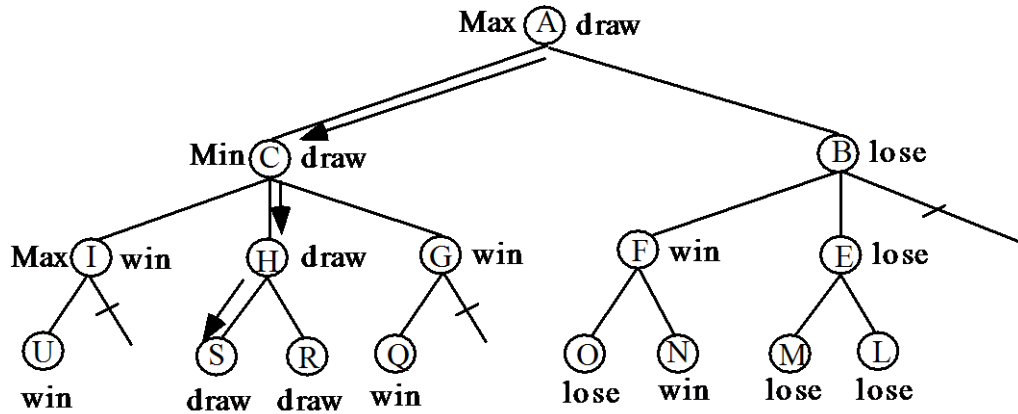 Max A draw
Min C draw B lose
Max I win H draw G win F win E lose
U S R Q O N M L
win draw draw win lose win lose lose